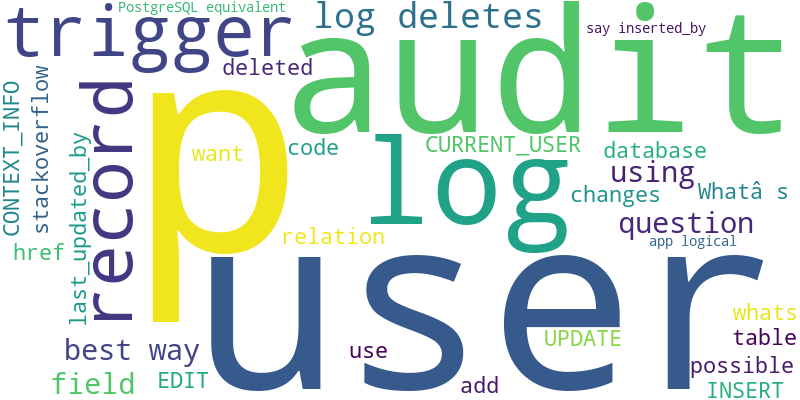 PostgreSQL equivalent
trigger
log deletes
audit
say inserted_by
deleted
CONTEXT_INFO
stackoverflow
record
p
want
code
log
CURRENT_USER
database
using
changes
Whatâ s
last_updated_by
href
relation
user
question
app logical
whats
best way
use
UPDATE
table
possible
field
EDIT
add
INSERT